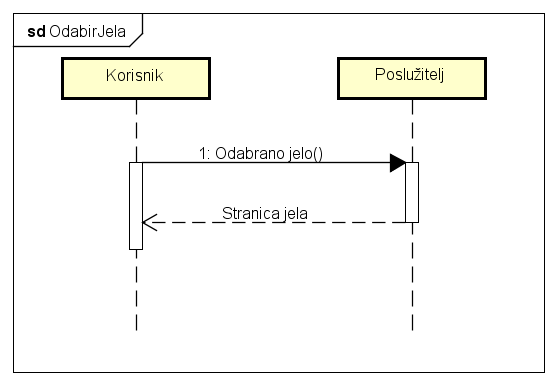 sd OdabirJela
Korisnik
Poslužitelj
1: Odabrano jelo()
Stranica jela